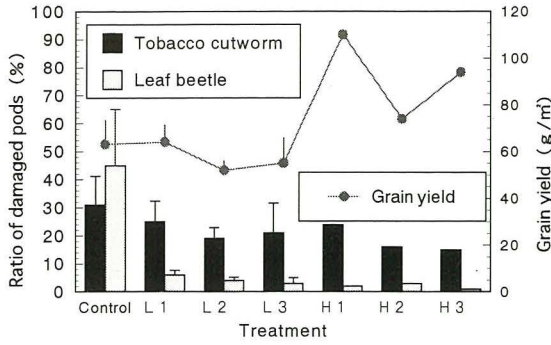 100
90
80
70
60
50
40
30
20
10
0
Ratio of damaged pods (%)
Tobacco cutworm
Leaf beetle
Grain yield
120
100
80
60
40
20
0
Grain yield (g/㎡)
Control L 1 L 2 L 3 H 1 H 2 H 3
Treatment